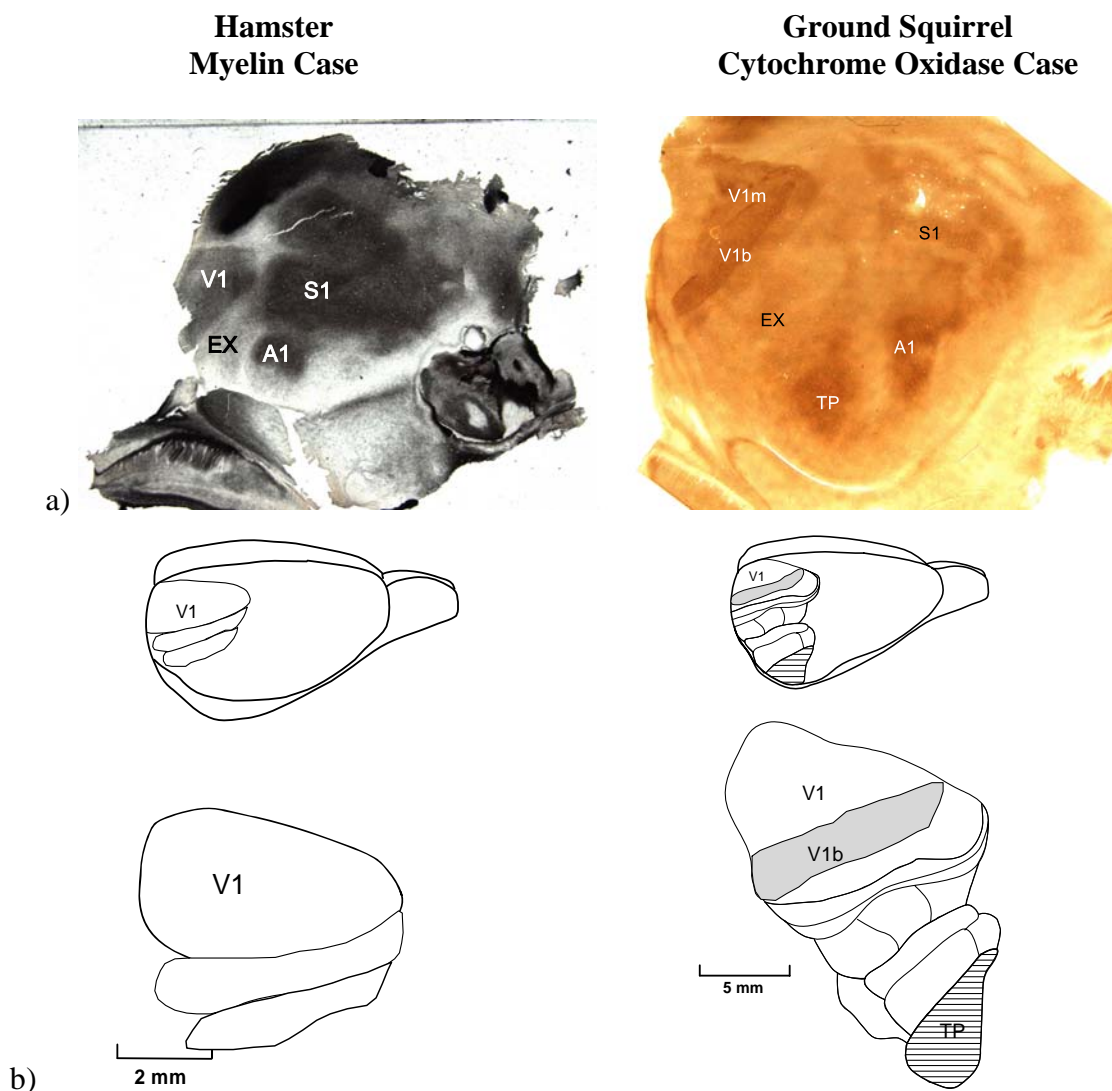 Hamster
Myelin Case
Ground Squirrel
Cytochrome Oxidase Case
V1
S1
EX
A1
V1m
S1
V1b
EX
A1
TP
a)
V1
V1
V1
2 mm
V1
V1b
5 mm
TP
b)